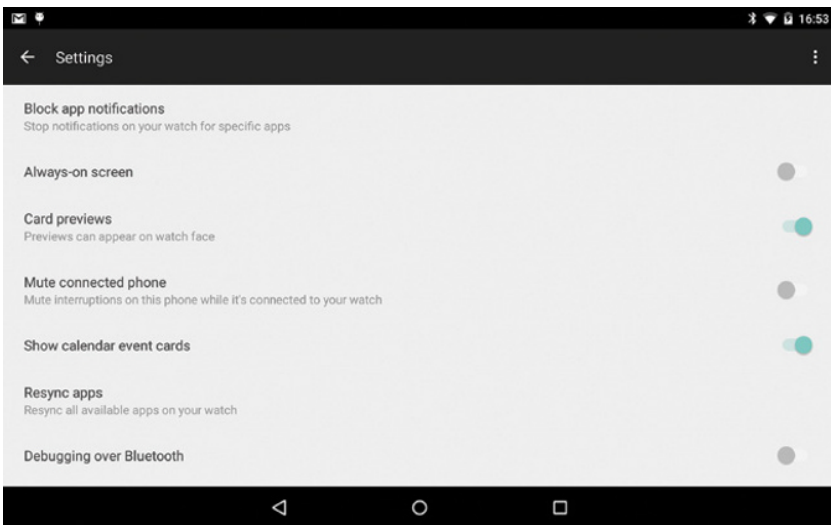 16:53
Settings
Block app notifications
Stop notifications on your watch for specific apps
Always-on screen
Card previews
Previews can appear on watch face
Mute connected phone
Mute interruptions on this phone while it's connected to your watch
Show calendar event cards
Resync apps
Resync all available apps on your watch
Debugging over Bluetooth